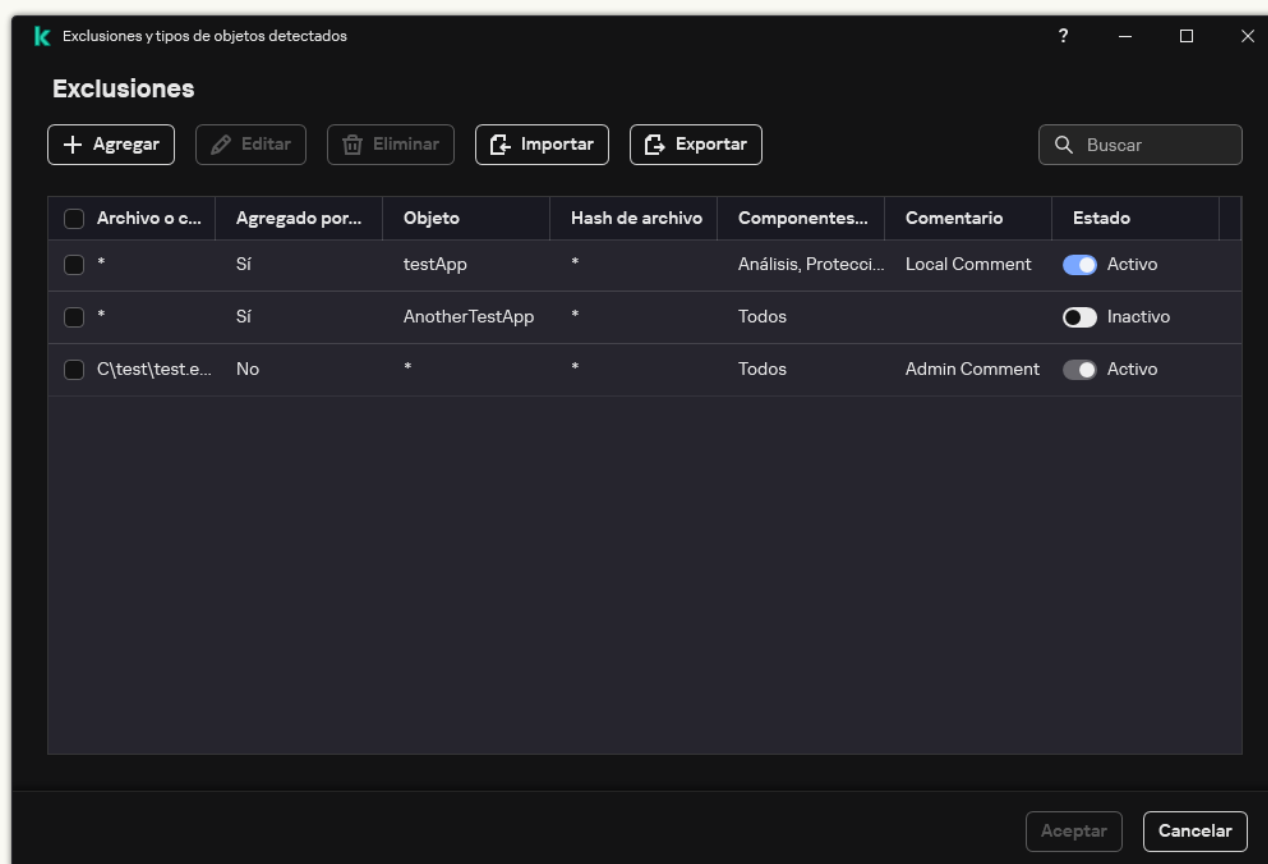 Exclusiones y tipos de objetos detectados
?
Exclusiones
Agregar Editar Eliminar Importar Exportar Buscar
Archivo o c... Agregado por... Objeto Hash de archivo Componentes... Comentario Estado
* Sí testApp * Análisis, Protecci... Local Comment Activo
* Sí AnotherTestApp * Todos Inactivo
C\test\test.e... No * * Todos Admin Comment Activo
Aceptar Cancelar